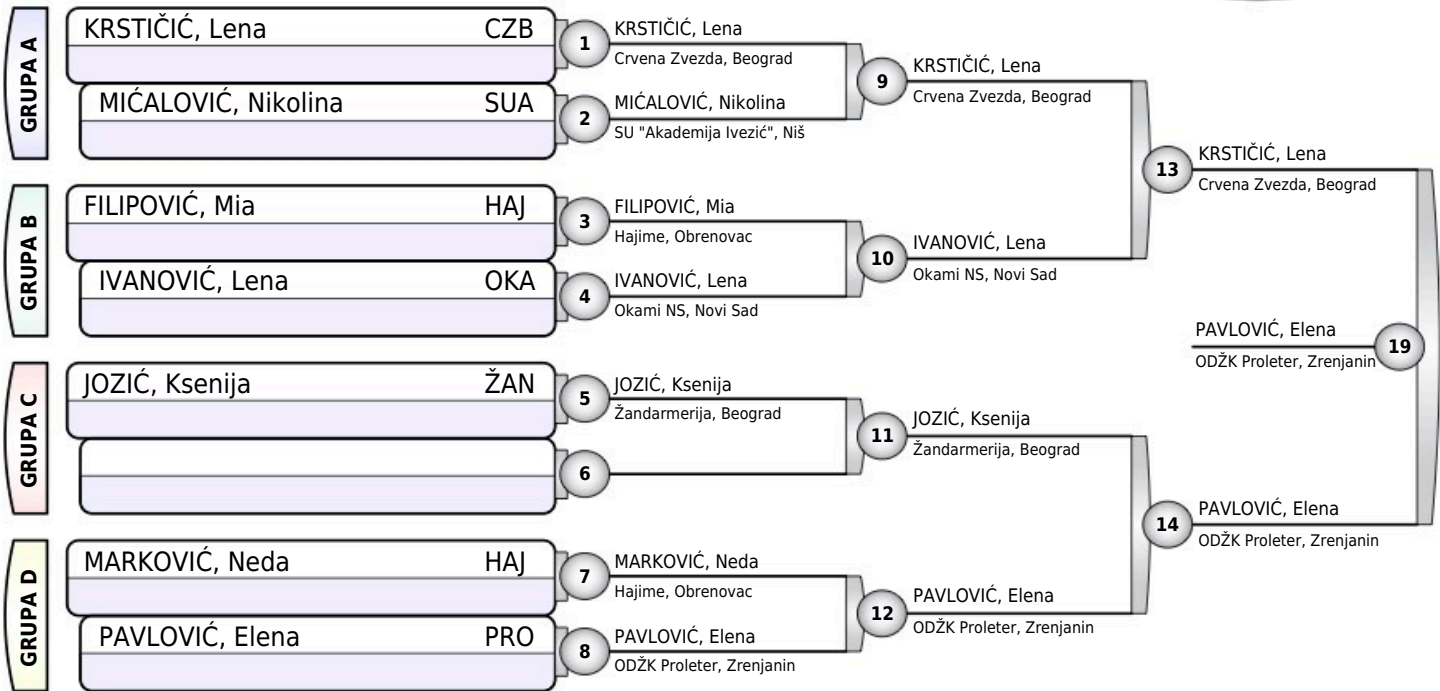 GRUPA A
KRSTIČIĆ, Lena CZB
MIĆALOVIĆ, Nikolina SUA
GRUPA B
FILIPOVIĆ, Mia HAJ
IVANOVIĆ, Lena OKA
GRUPA C
JOZIĆ, Ksenija ŽAN
GRUPA D
MARKOVIĆ, Neda HAJ
PAVLOVIĆ, Elena PRO
1
KRSTIČIĆ, Lena
Crvena Zvezda, Beograd
2
MIĆALOVIĆ, Nikolina
SU "Akademija Ivezić", Niš
3
FILIPOVIĆ, Mia
Hajime, Obrenovac
4
IVANOVIĆ, Lena
Okami NS, Novi Sad
5
JOZIĆ, Ksenija
Žandarmerija, Beograd
6
7
MARKOVIĆ, Neda
Hajime, Obrenovac
8
PAVLOVIĆ, Elena
ODŽK Proleter, Zrenjanin
9
KRSTIČIĆ, Lena
Crvena Zvezda, Beograd
10
IVANOVIĆ, Lena
Okami NS, Novi Sad
11
JOZIĆ, Ksenija
Žandarmerija, Beograd
12
PAVLOVIĆ, Elena
ODŽK Proleter, Zrenjanin
13
KRSTIČIĆ, Lena
Crvena Zvezda, Beograd
14
PAVLOVIĆ, Elena
ODŽK Proleter, Zrenjanin
PAVLOVIĆ, Elena
ODŽK Proleter, Zrenjanin
19